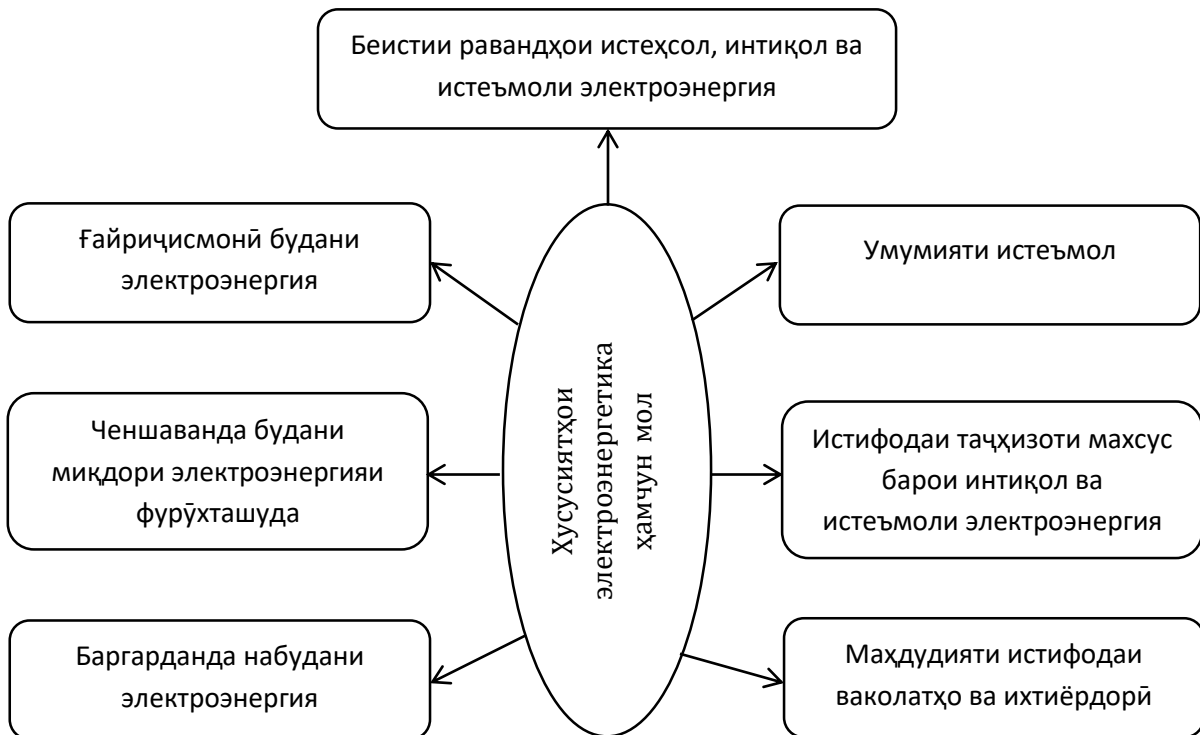 Беистии равандҳои истеҳсол, интиқол ва
истеъмоли электроэнергия
Ғайриҷисмонӣ будани
электроэнергия
Умумияти истеъмол
Хусусиятҳои
электроэнергетика
ҳамчун мол
Ченшаванда будани
миқдори электроэнергияи
фурӯхташуда
Истифодаи таҷҳизоти махсус
барои интиқол ва
истеъмоли электроэнергия
Баргарданда набудани
электроэнергия
Маҳдудияти истифодаи
ваколатҳо ва ихтиёрдорӣ